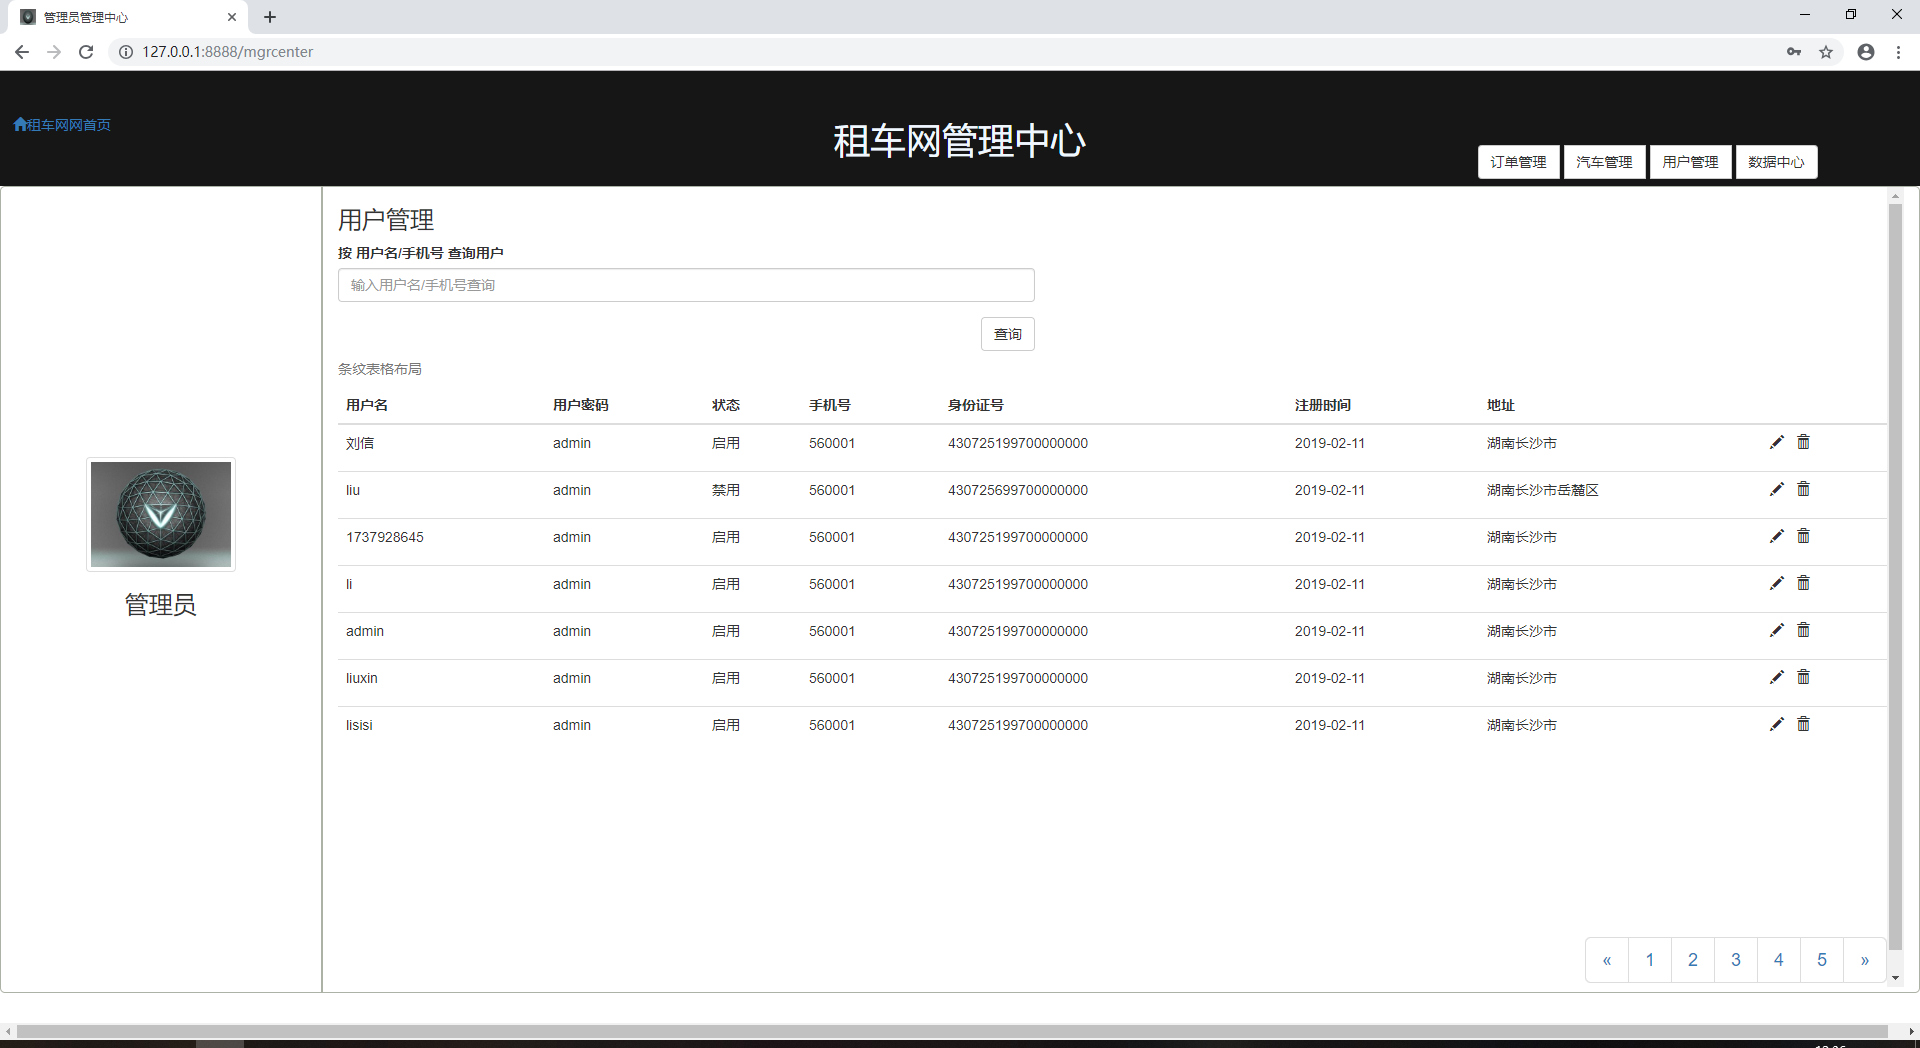 管理员管理中心
127.0.0.1:8888/mgrcenter
租车网网首页
租车网管理中心
订单管理 汽车管理 用户管理 数据中心
管理员
用户管理
按 用户名/手机号 查询用户
输入用户名/手机号查询
查询
条纹表格布局
用户名 用户密码 状态 手机号 身份证号 注册时间 地址
刘信 admin 启用 560001 430725199700000000 2019-02-11 湖南长沙市
liu admin 禁用 560001 430725699700000000 2019-02-11 湖南长沙市岳麓区
1737928645 admin 启用 560001 430725199700000000 2019-02-11 湖南长沙市
li admin 启用 560001 430725199700000000 2019-02-11 湖南长沙市
admin admin 启用 560001 430725199700000000 2019-02-11 湖南长沙市
liuxin admin 启用 560001 430725199700000000 2019-02-11 湖南长沙市
lisisi admin 启用 560001 430725199700000000 2019-02-11 湖南长沙市
« 1 2 3 4 5 »